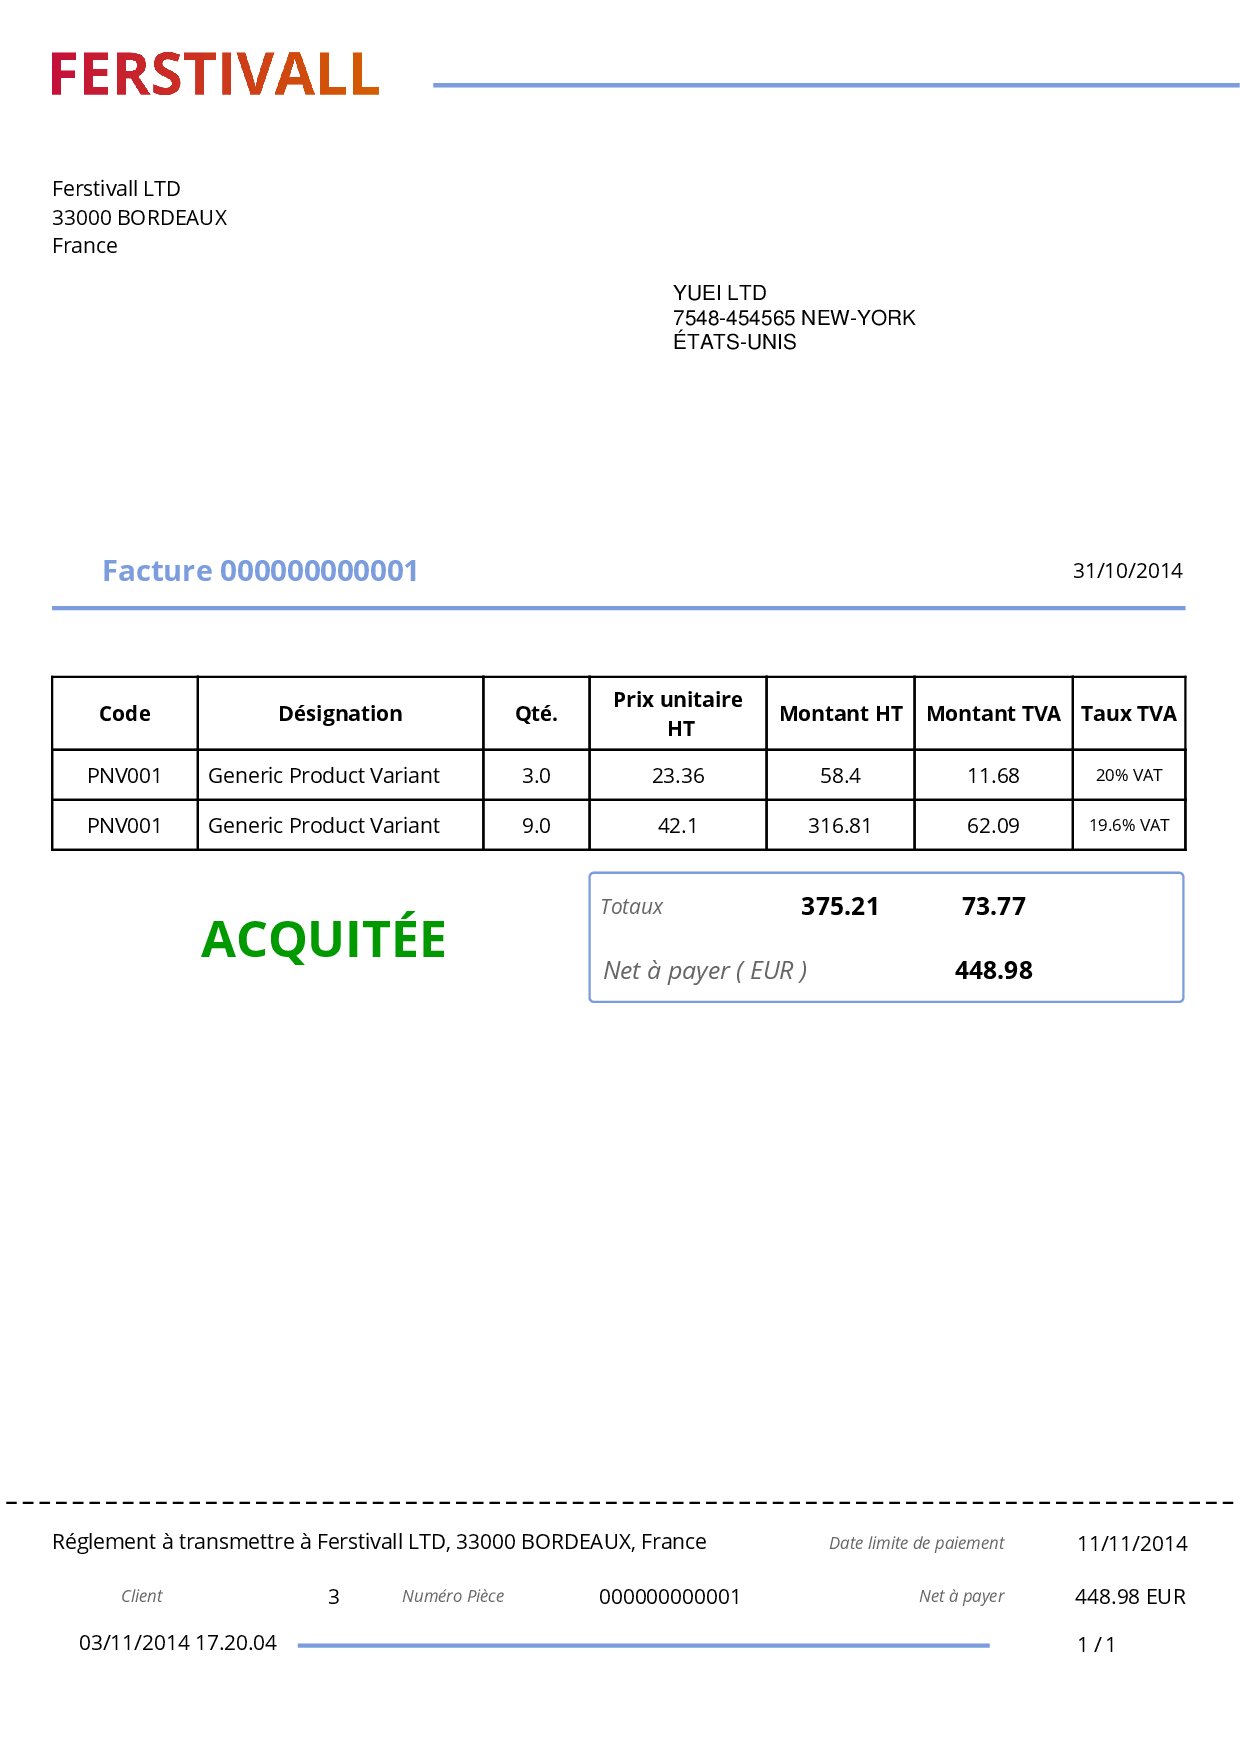 FERSTIVALL
Ferstivall LTD
33000 BORDEAUX
France
YUEI LTD
7548-454565 NEW-YORK
ÉTATS-UNIS
Facture 000000000001 31/10/2014
Code Désignation Qté. Prix unitaire HT Montant HT Montant TVA Taux TVA
PNV001 Generic Product Variant 3.0 23.36 58.4 11.68 20% VAT
PNV001 Generic Product Variant 9.0 42.1 316.81 62.09 19.6% VAT
ACQUITÉE
Totaux 375.21 73.77
Net à payer ( EUR ) 448.98
Réglement à transmettre à Ferstivall LTD, 33000 BORDEAUX, France Date limite de paiement 11/11/2014
Client 3 Numéro Pièce 000000000001 Net à payer 448.98 EUR
03/11/2014 17.20.04 1 / 1